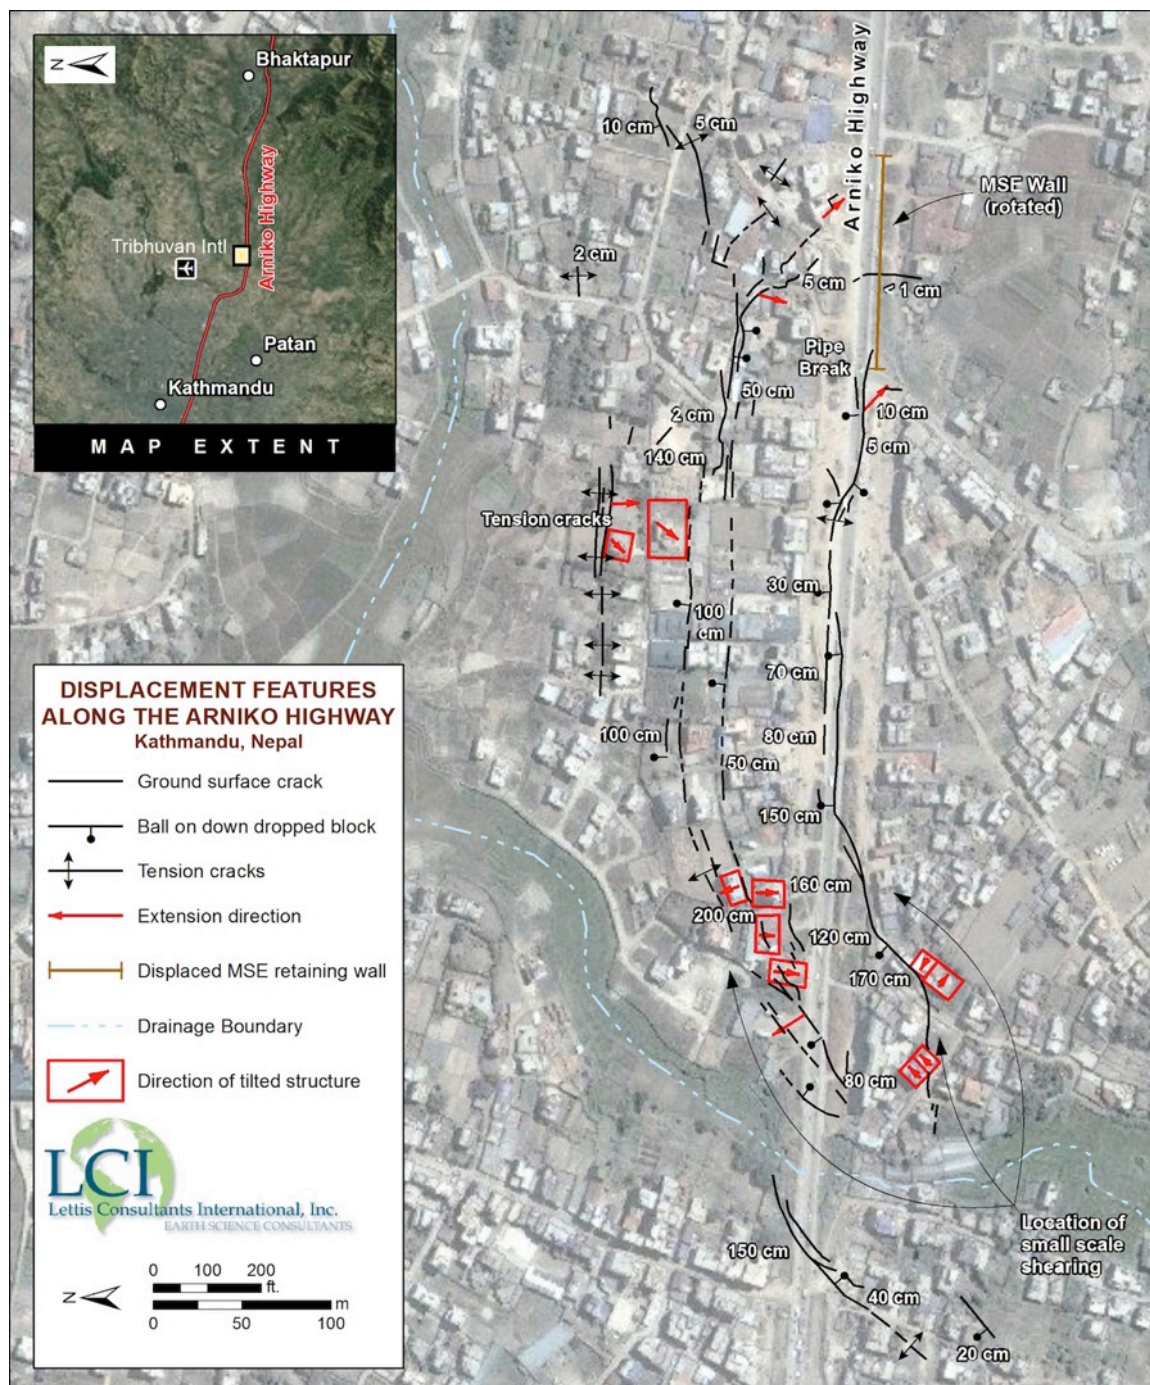 N
Bhaktapur
Arniko Highway
Tribhuvan Intl
Patan
Kathmandu
MAP EXTENT
Arniko Highway
10 cm
5 cm
MSE Wall
(rotated)
2 cm
5 cm
< 1 cm
Pipe
Break
50 cm
10 cm
2 cm
5 cm
140 cm
Tension cracks
30 cm
100
cm
70 cm
100 cm
80 cm
50 cm
150 cm
160 cm
200 cm
120 cm
170 cm
80 cm
Location of
small scale
shearing
150 cm
40 cm
20 cm
DISPLACEMENT FEATURES
ALONG THE ARNIKO HIGHWAY
Kathmandu, Nepal
Ground surface crack
Ball on down dropped block
Tension cracks
Extension direction
Displaced MSE retaining wall
Drainage Boundary
Direction of tilted structure
LCI
Lettis Consultants International, Inc.
EARTH SCIENCE CONSULTANTS
0 100 200
ft.
N
m
0 50 100